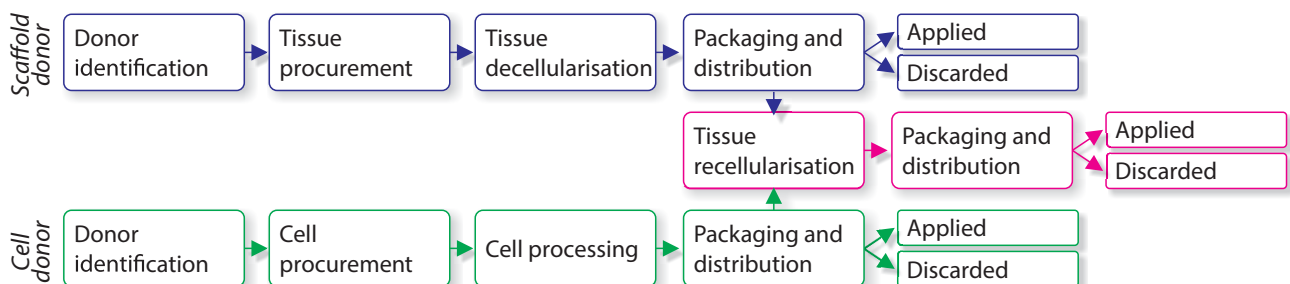 Scaffold
donor
Donor
identification
Tissue
procurement
Tissue
decellularisation
Packaging and
distribution
Applied
Discarded
Tissue
recellularisation
Packaging and
distribution
Applied
Discarded
Cell
donor
Donor
identification
Cell
procurement
Cell processing
Packaging and
distribution
Applied
Discarded